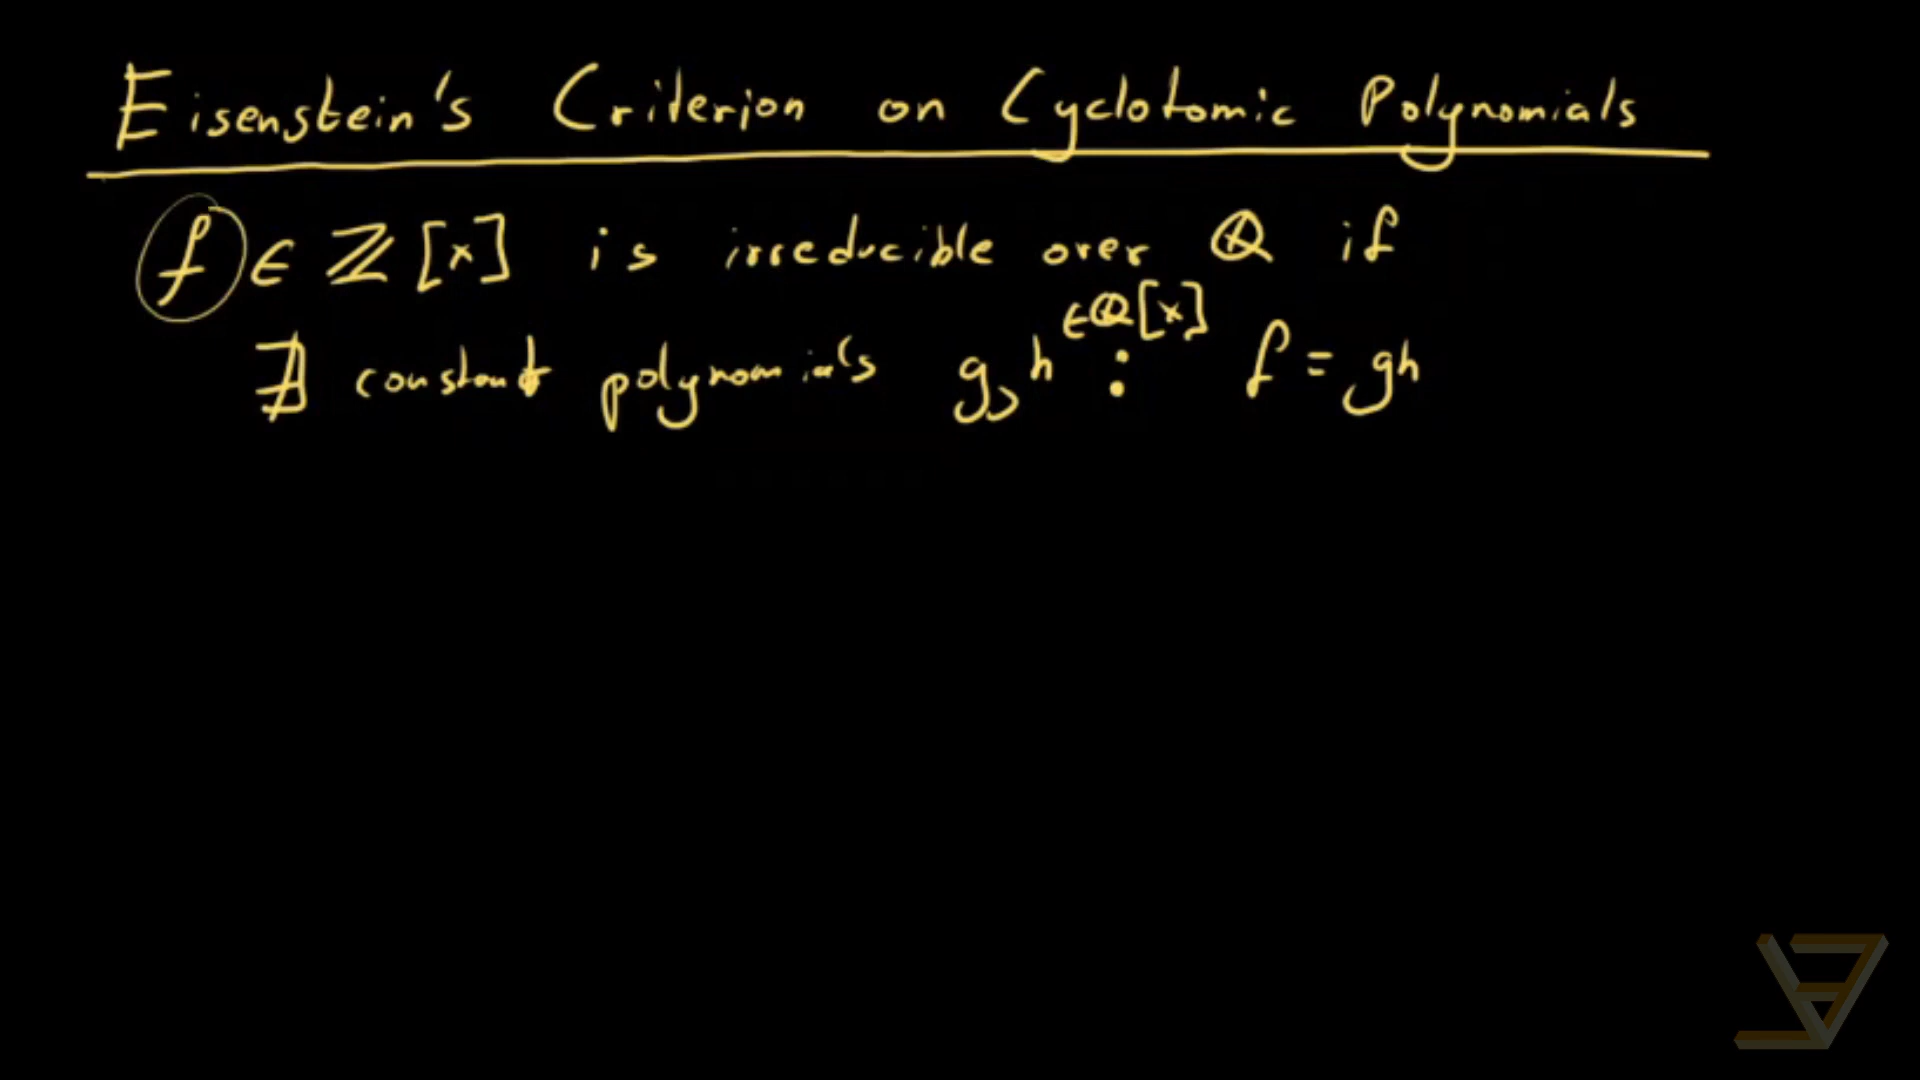 Eisenstein's Criterion on Cyclotomic Polynomials
f ∈ ℤ[x] is irreducible over ℚ if
∈ℚ[x]
∄ constant polynomials g, h : f = gh